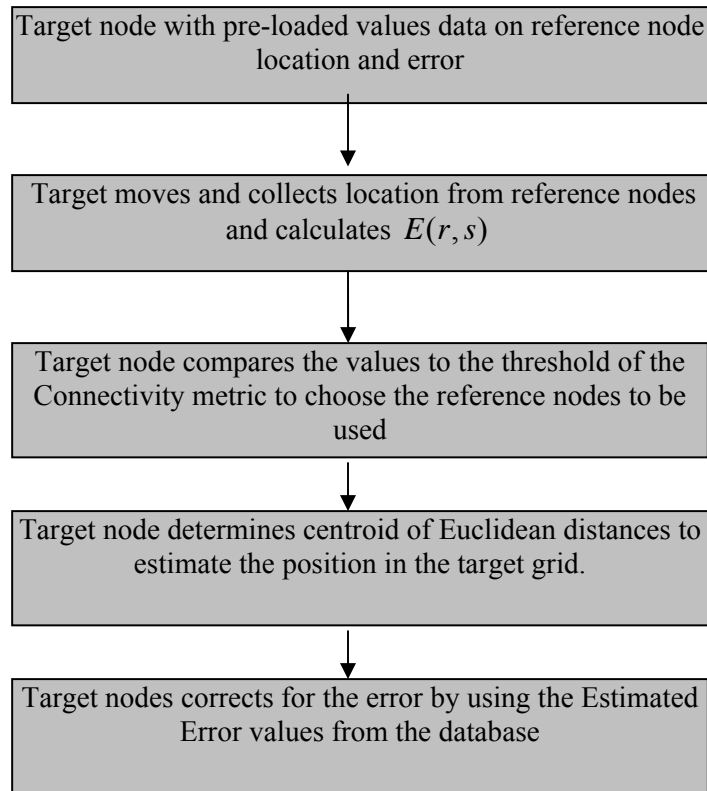 Target node with pre-loaded values data on reference node
location and error
Target moves and collects location from reference nodes
and calculates E(r,s)
Target node compares the values to the threshold of the
Connectivity metric to choose the reference nodes to be
used
Target node determines centroid of Euclidean distances to
estimate the position in the target grid.
Target nodes corrects for the error by using the Estimated
Error values from the database